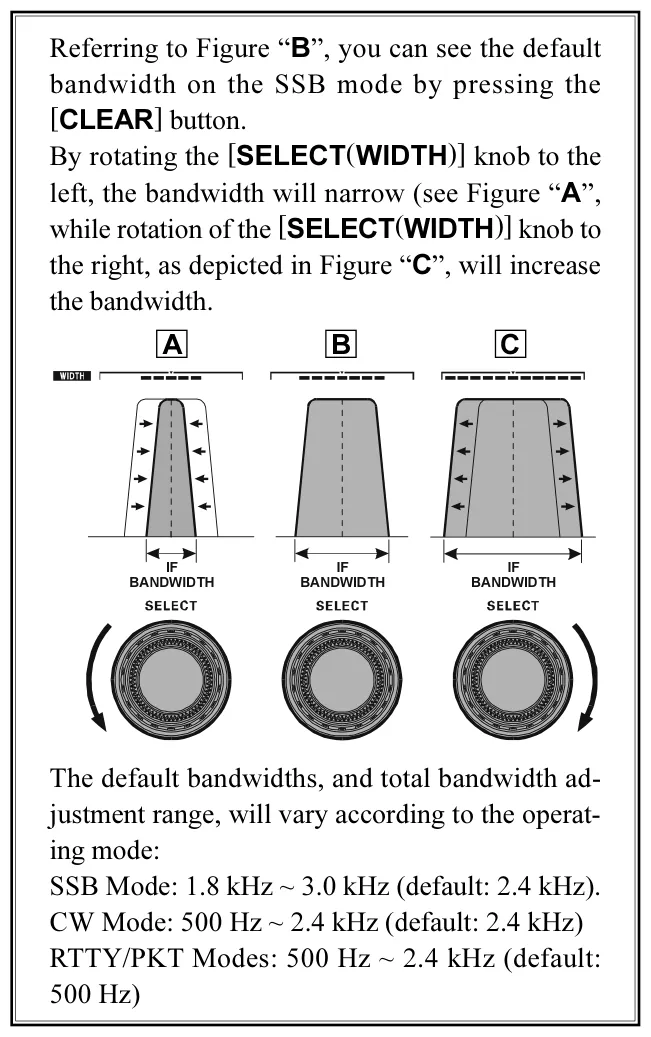 Referring to Figure “B”, you can see the default
bandwidth on the SSB mode by pressing the
[CLEAR] button.
By rotating the [SELECT(WIDTH)] knob to the
left, the bandwidth will narrow (see Figure “A”,
while rotation of the [SELECT(WIDTH)] knob to
the right, as depicted in Figure “C”, will increase
the bandwidth.
A B C
WIDTH
IF IF IF
BANDWIDTH BANDWIDTH BANDWIDTH
SELECT SELECT SELECT
The default bandwidths, and total bandwidth ad-
justment range, will vary according to the operat-
ing mode:
SSB Mode: 1.8 kHz ~ 3.0 kHz (default: 2.4 kHz).
CW Mode: 500 Hz ~ 2.4 kHz (default: 2.4 kHz)
RTTY/PKT Modes: 500 Hz ~ 2.4 kHz (default:
500 Hz)